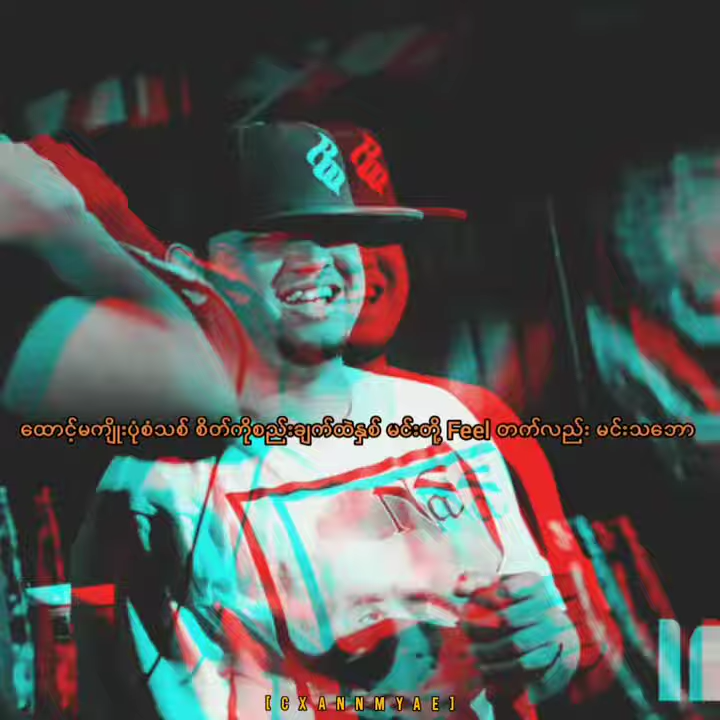 ထောင့်မကျိုးပုံစံသစ် စိတ်ကိုစည်းချက်ထဲနှစ် မင်းတို့ Feel တက်လည်း မင်းသဘော
Nas
[ C X A N N M Y A E ]